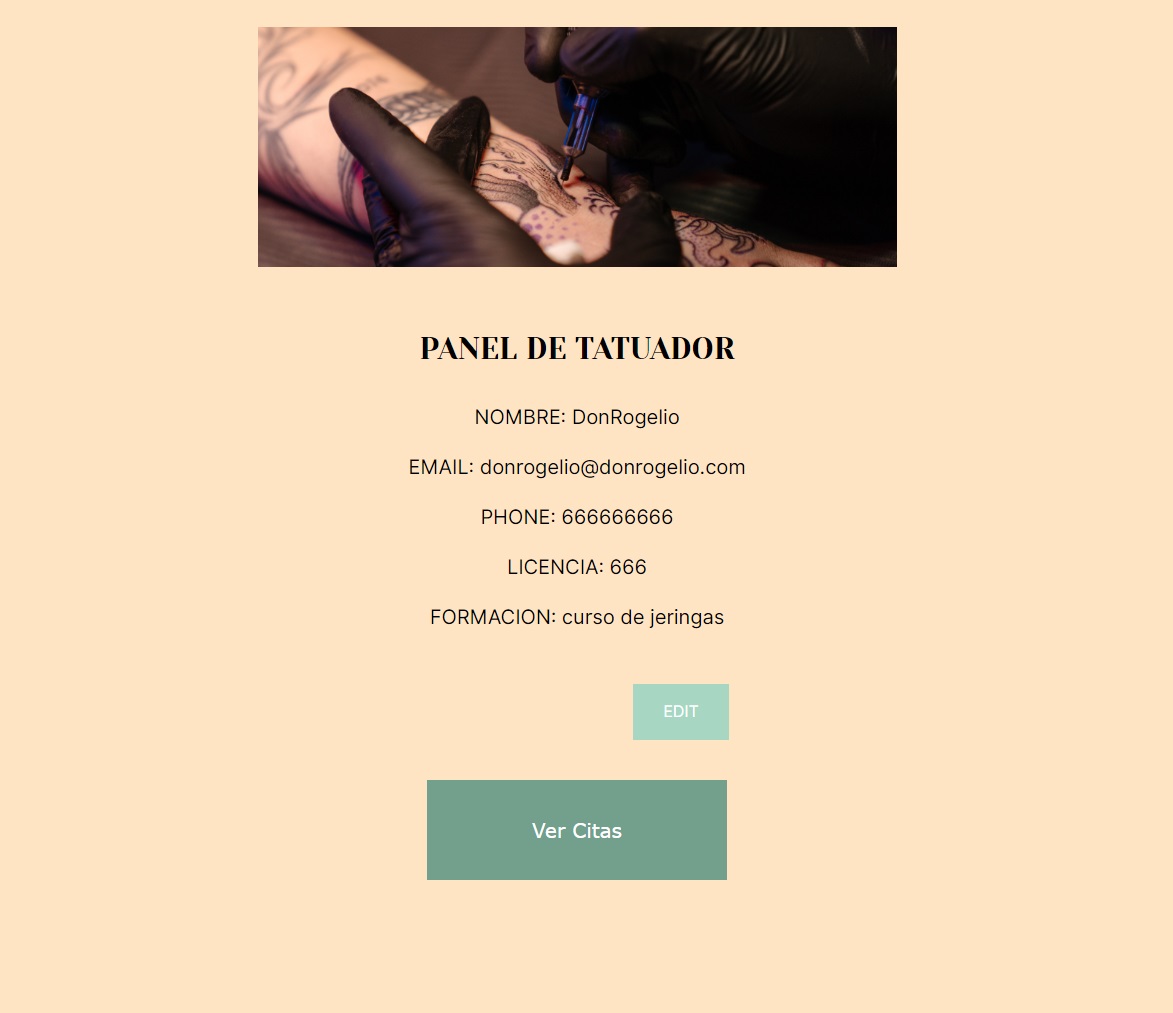 PANEL DE TATUADOR
NOMBRE: DonRogelio
EMAIL: donrogelio@donrogelio.com
PHONE: 666666666
LICENCIA: 666
FORMACION: curso de jeringas
EDIT
Ver Citas